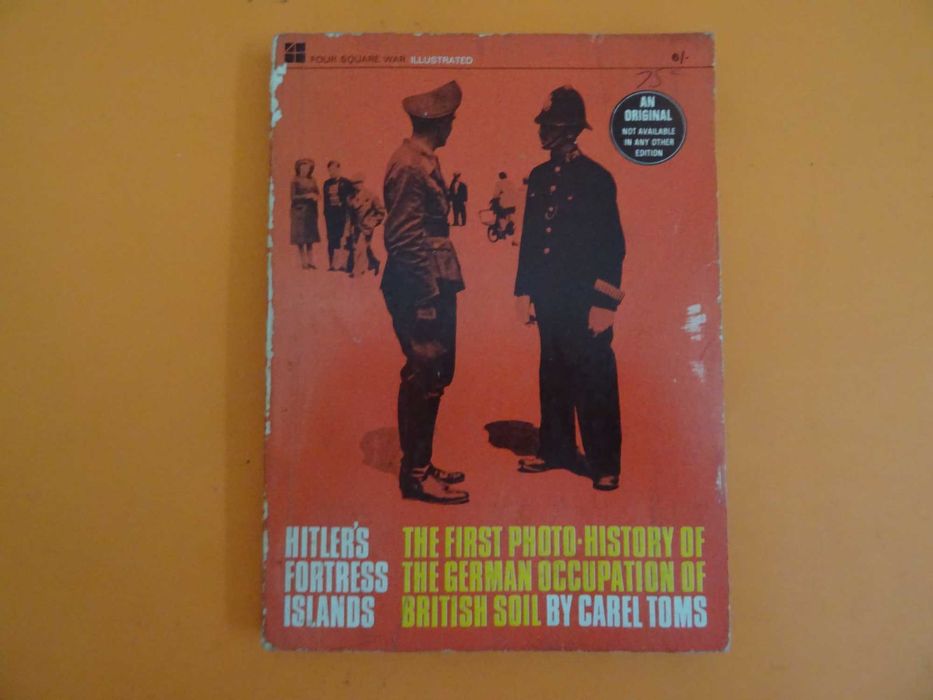 FOUR SQUARE WAR ILLUSTRATED
6/-
75c
AN
ORIGINAL
NOT AVAILABLE
IN ANY OTHER
EDITION
HITLER'S
FORTRESS
ISLANDS
THE FIRST PHOTO·HISTORY OF
THE GERMAN OCCUPATION OF
BRITISH SOIL BY CAREL TOMS